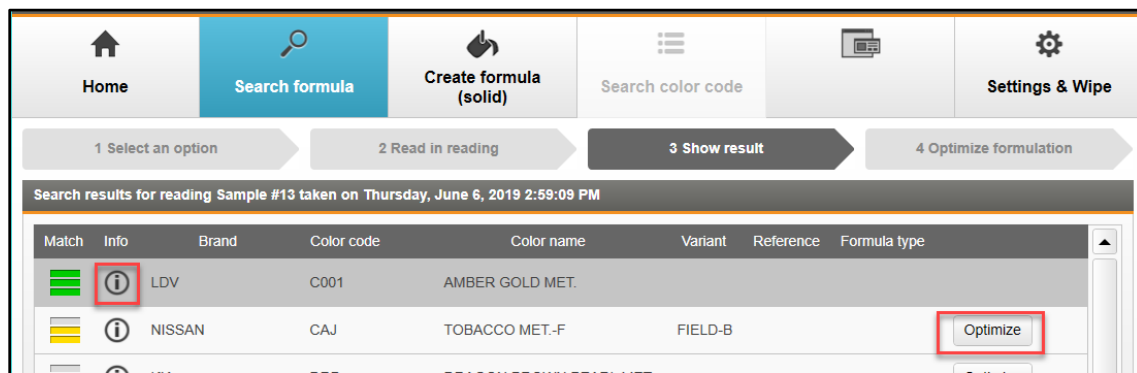 Home
Search formula
Create formula
(solid)
Search color code
Settings & Wipe
1 Select an option
2 Read in reading
3 Show result
4 Optimize formulation
Search results for reading Sample #13 taken on Thursday, June 6, 2019 2:59:09 PM
Match Info Brand Color code Color name Variant Reference Formula type
LDV C001 AMBER GOLD MET.
NISSAN CAJ TOBACCO MET.-F FIELD-B Optimize